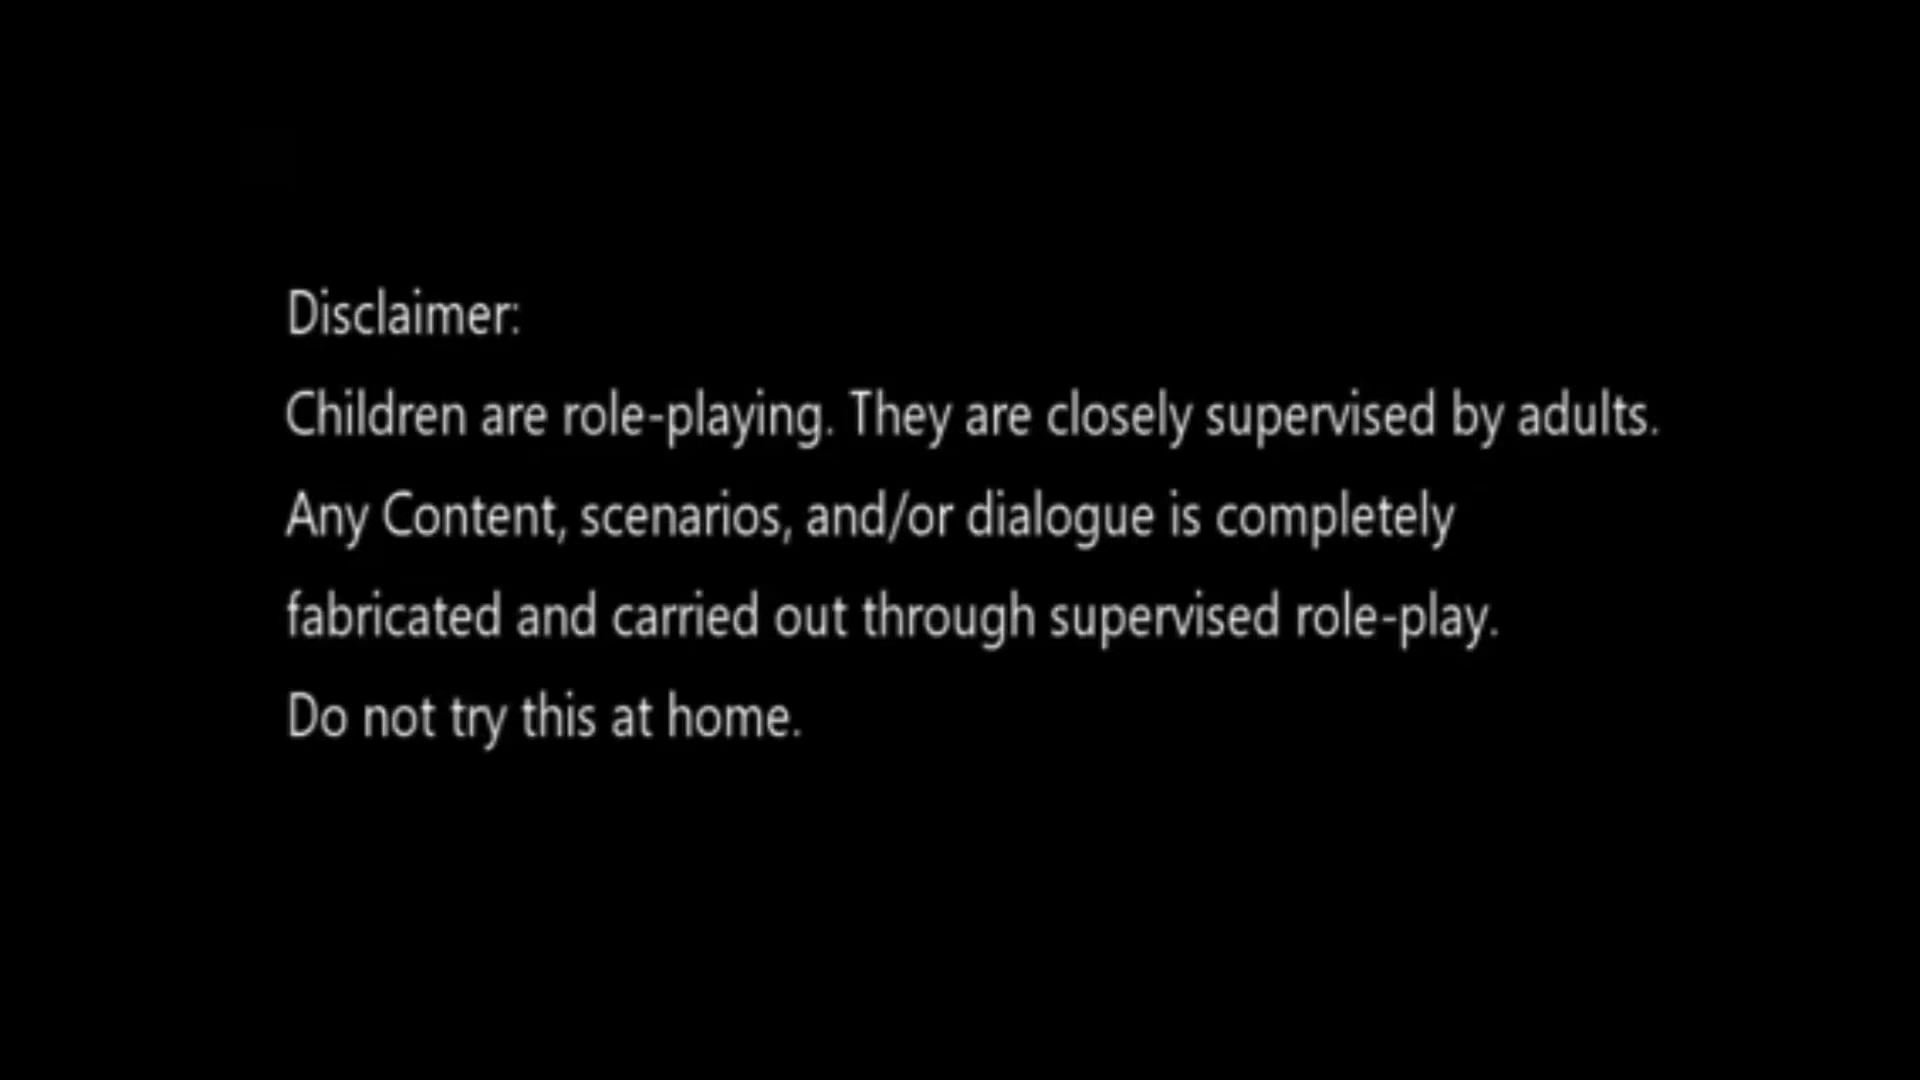 Disclaimer:
Children are role-playing. They are closely supervised by adults.
Any Content, scenarios, and/or dialogue is completely
fabricated and carried out through supervised role-play.
Do not try this at home.